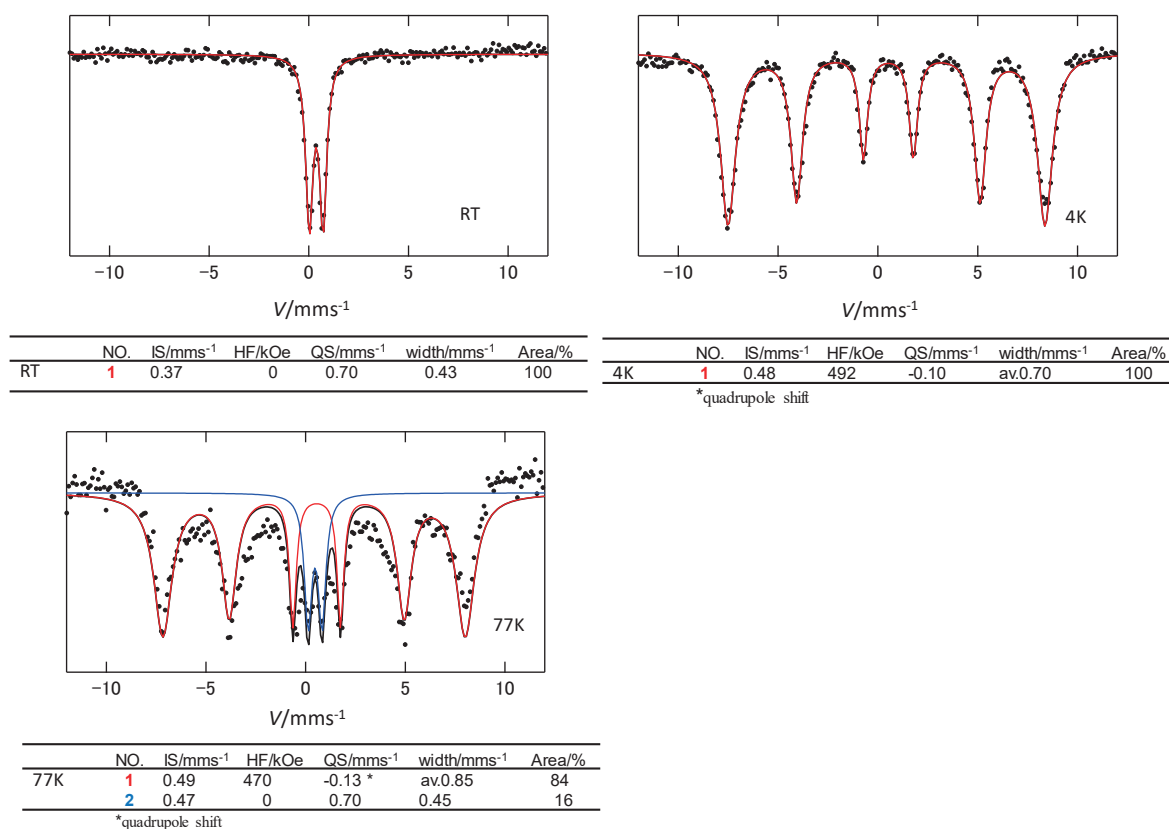 RT
−10 −5 0 5 10
V/mms-1
NO. IS/mms-1 HF/kOe QS/mms-1 width/mms-1 Area/%
RT 1 0.37 0 0.70 0.43 100
4K
−10 −5 0 5 10
V/mms-1
NO. IS/mms-1 HF/kOe QS/mms-1 width/mms-1 Area/%
4K 1 0.48 492 -0.10 av.0.70 100
*quadrupole shift
77K
−10 −5 0 5 10
V/mms-1
NO. IS/mms-1 HF/kOe QS/mms-1 width/mms-1 Area/%
77K 1 0.49 470 -0.13 * av.0.85 84
2 0.47 0 0.70 0.45 16
*quadrupole shift